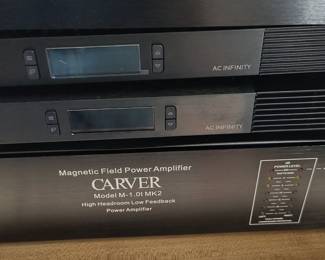 AC INFINITY
AC INFINITY
Magnetic Field Power Amplifier
CARVER
Model M-1.0t MK2
High Headroom Low Feedback
Power Amplifier
POWER LEVEL